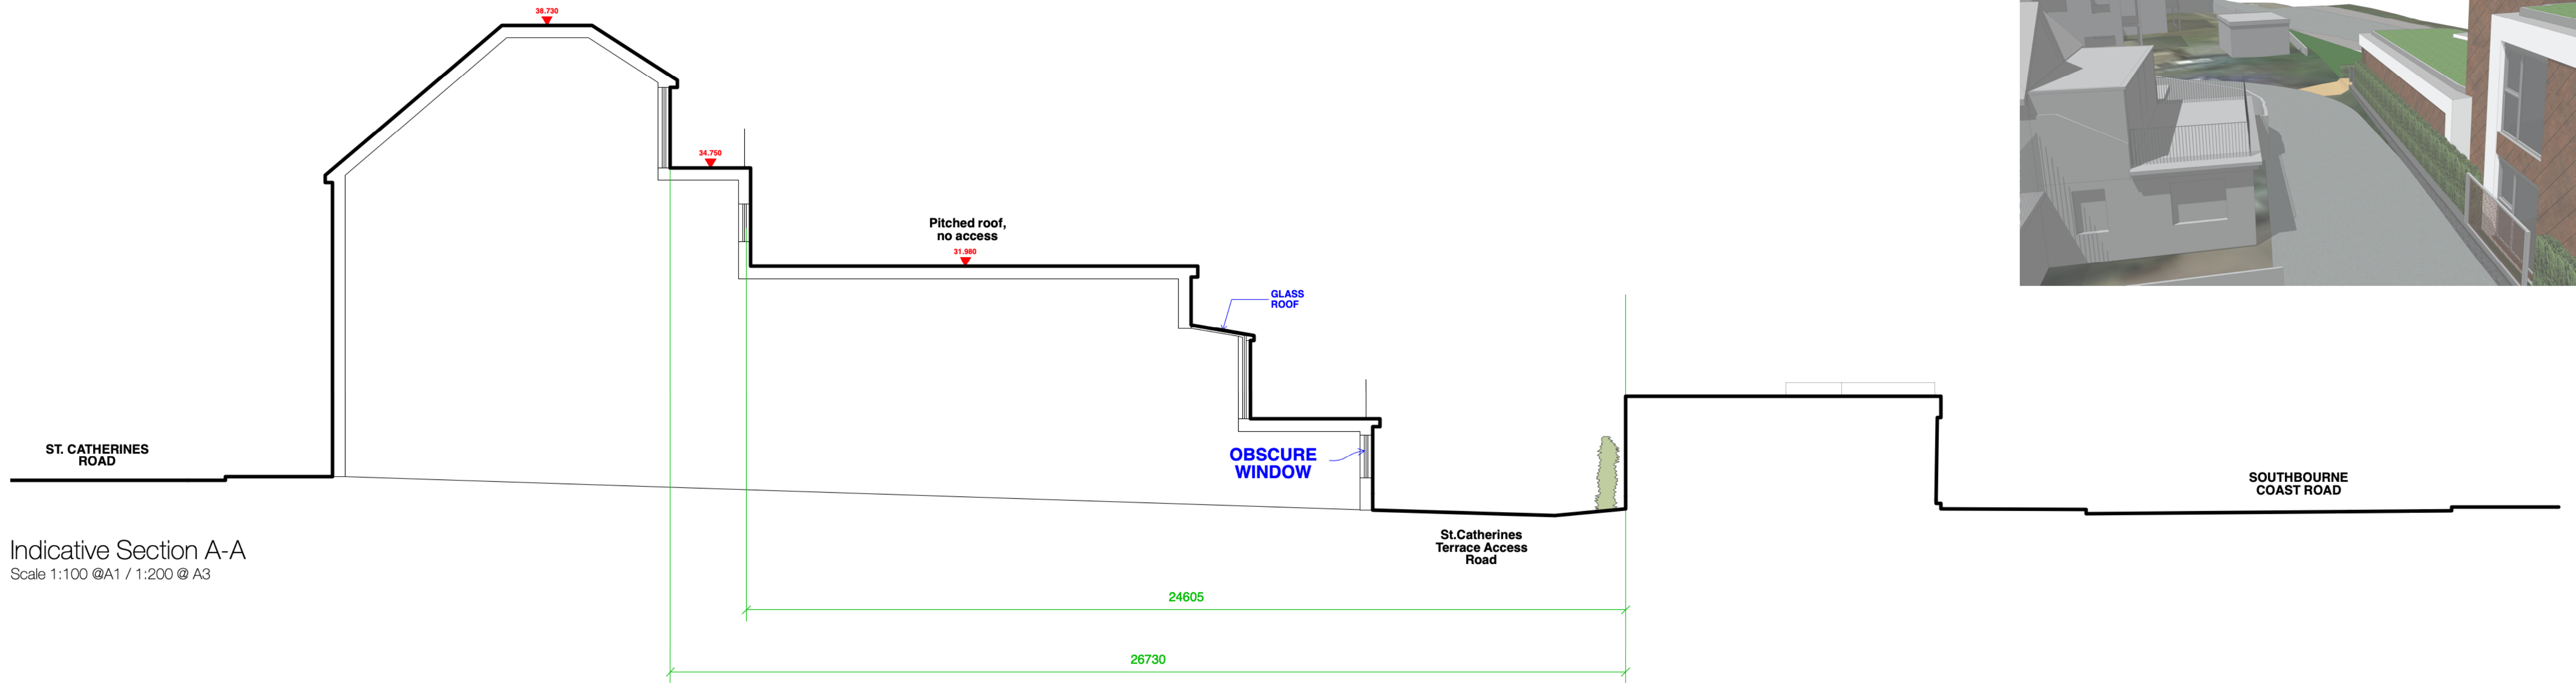 38.730
34.750
Pitched roof,
no access
31.980
GLASS
ROOF
ST. CATHERINES
ROAD
OBSCURE
WINDOW
SOUTHBOURNE
COAST ROAD
St.Catherines
Terrace Access
Road
Indicative Section A-A
Scale 1:100 @A1 / 1:200 @ A3
24605
26730